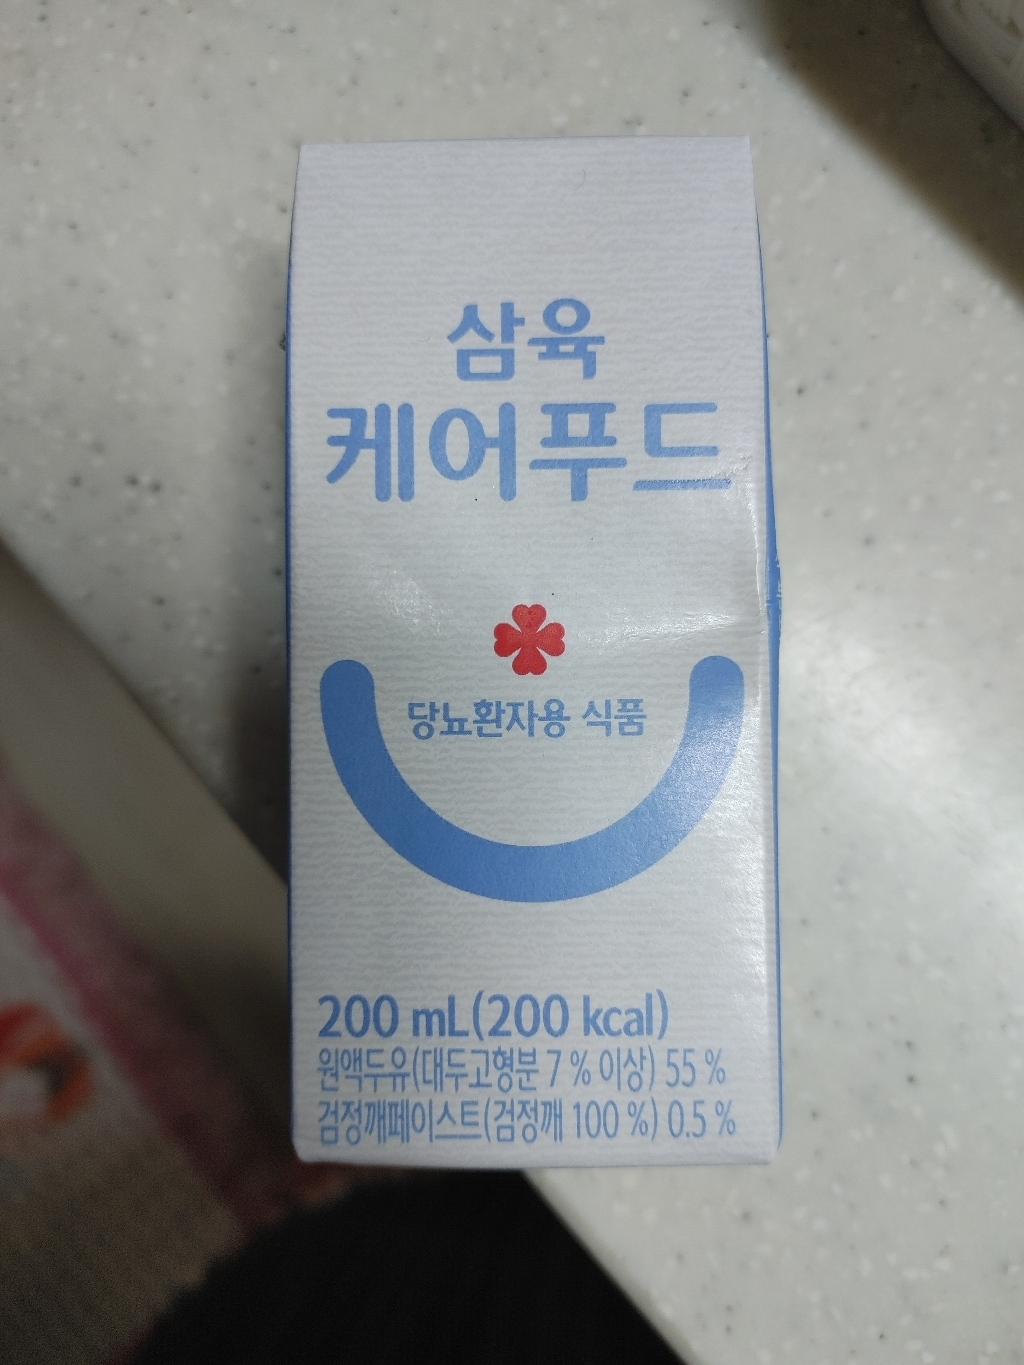 삼육
케어푸드
당뇨환자용 식품
200 mL(200 kcal)
원액두유(대두고형분 7 % 이상) 55 %
검정깨페이스트(검정깨 100 %) 0.5 %